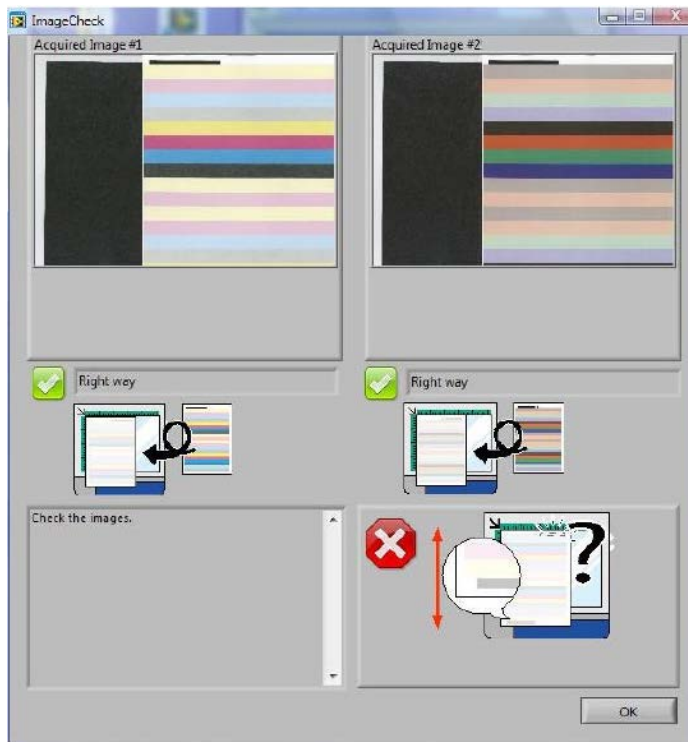 ImageCheck
Acquired Image #1
Acquired Image #2
Right way
Right way
Check the images.
?
OK